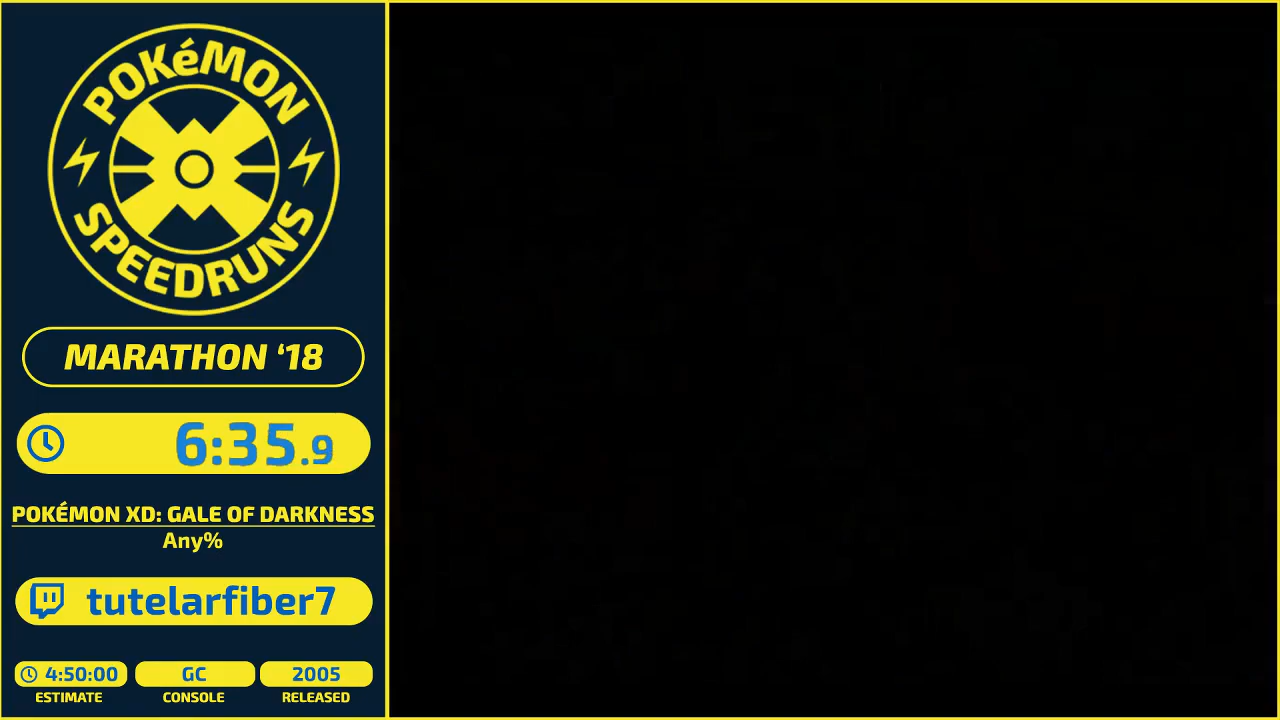 POKéMON
SPEEDRUNS
MARATHON ‘18
6:35.9
POKÉMON XD: GALE OF DARKNESS
Any%
tutelarfiber7
4:50:00 GC 2005
ESTIMATE CONSOLE RELEASED